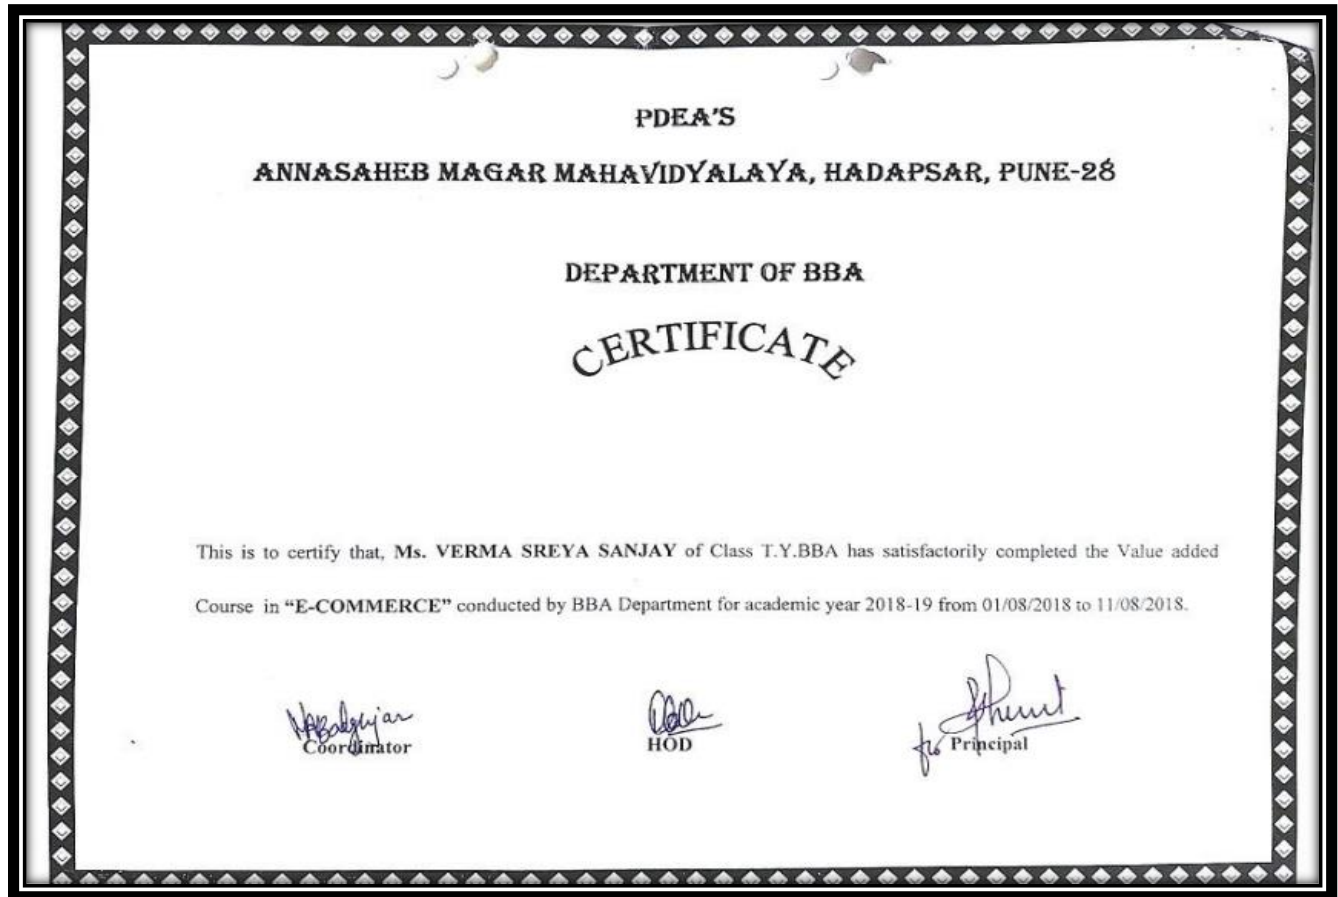 PDEA'S
ANNASAHEB MAGAR MAHAVIDYALAYA, HADAPSAR, PUNE-28
DEPARTMENT OF BBA
CERTIFICATE
This is to certify that, Ms. VERMA SREYA SANJAY of Class T.Y.BBA has satisfactorily completed the Value added
Course in “E-COMMERCE” conducted by BBA Department for academic year 2018-19 from 01/08/2018 to 11/08/2018.
for
Coordinator HOD Principal